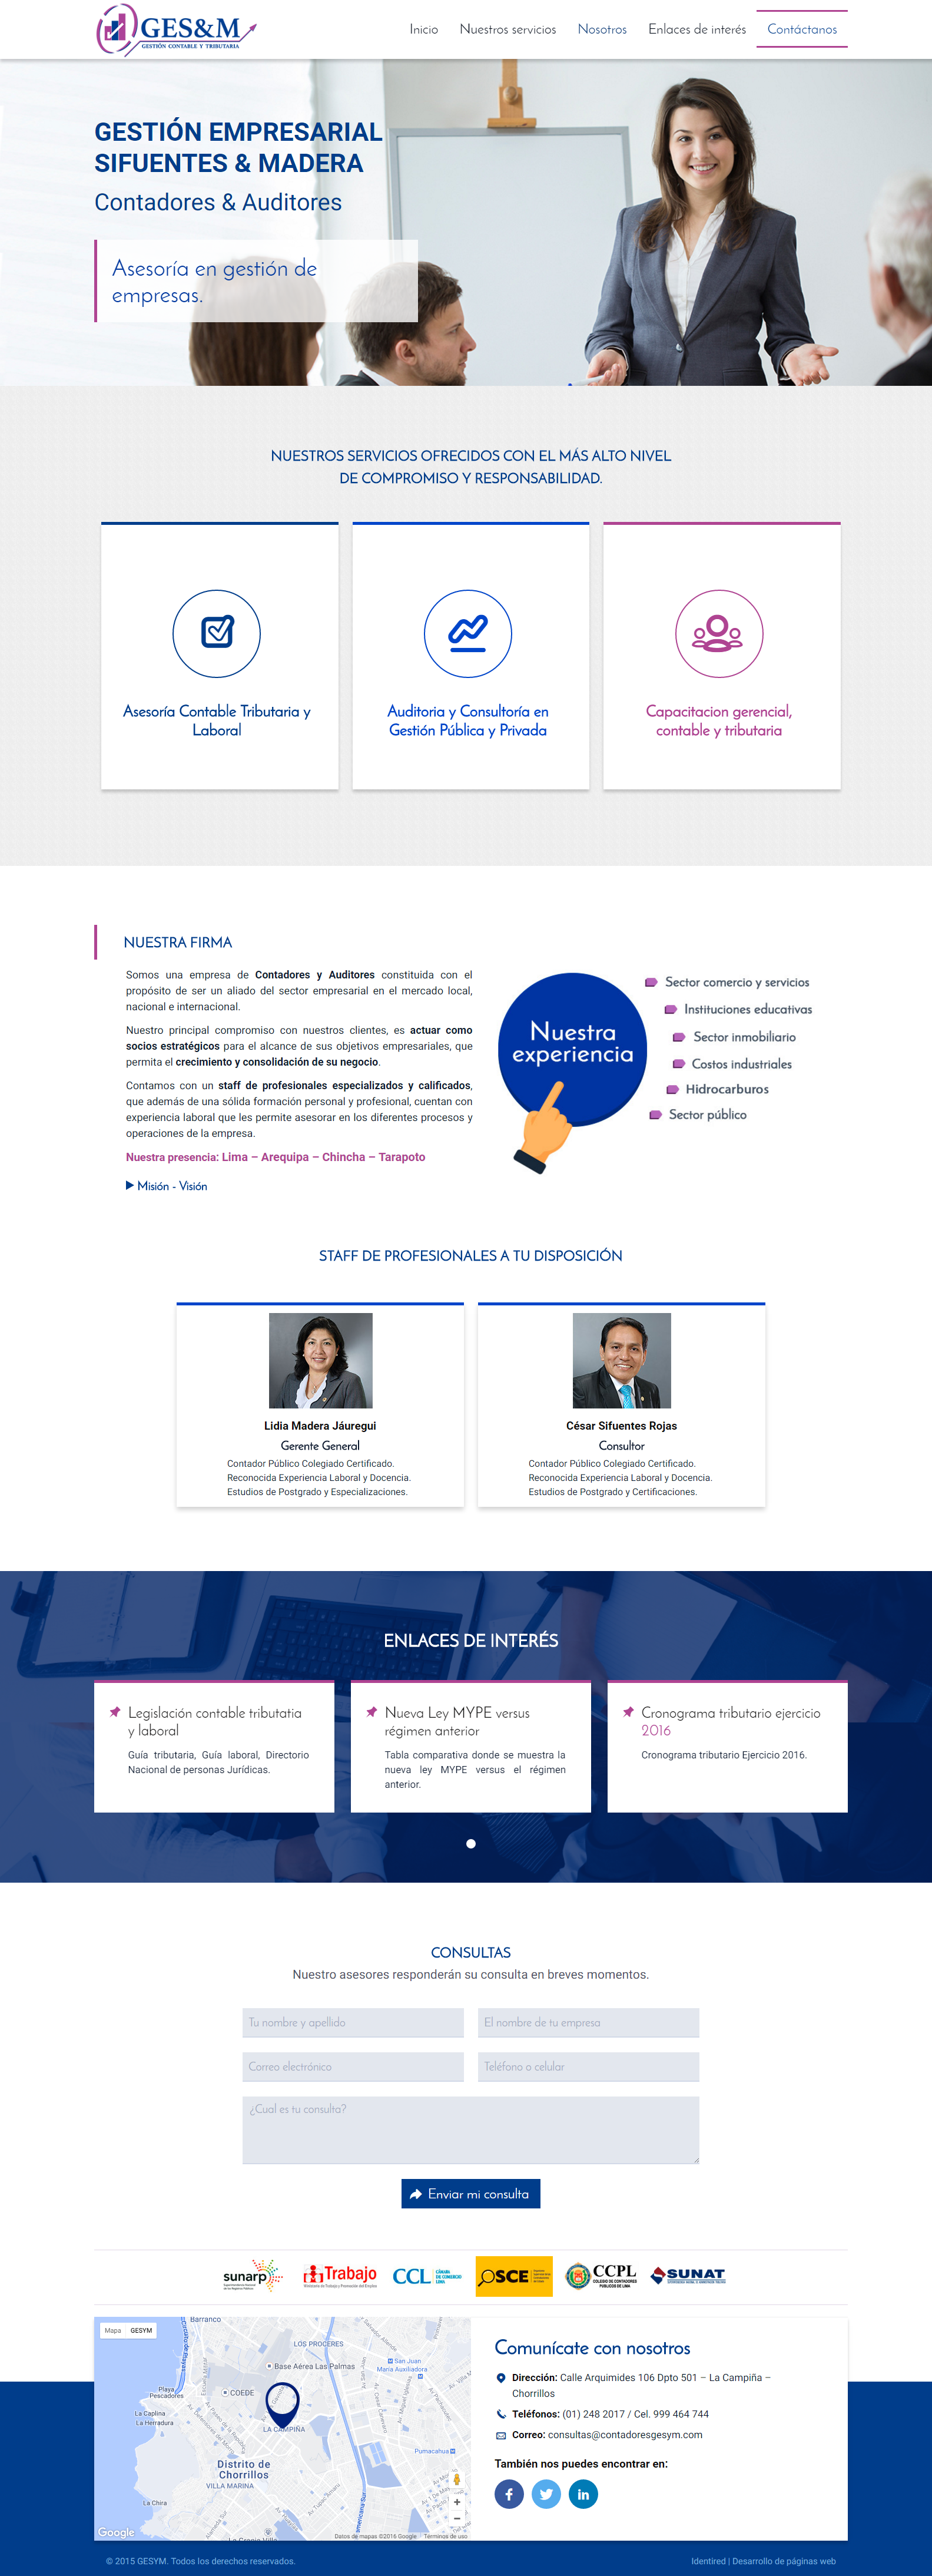 GES&M
GESTIÓN CONTABLE Y TRIBUTARIA
Inicio
Nuestros servicios
Nosotros
Enlaces de interés
Contáctanos
GESTIÓN EMPRESARIAL
SIFUENTES & MADERA
Contadores & Auditores
Asesoría en gestión de
empresas.
NUESTROS SERVICIOS OFRECIDOS CON EL MÁS ALTO NIVEL
DE COMPROMISO Y RESPONSABILIDAD.
Asesoría Contable Tributaria y
Laboral
Auditoria y Consultoría en
Gestión Pública y Privada
Capacitacion gerencial,
contable y tributaria
NUESTRA FIRMA
Somos una empresa de Contadores y Auditores constituida con el
propósito de ser un aliado del sector empresarial en el mercado local,
nacional e internacional.
Nuestro principal compromiso con nuestros clientes, es actuar como
socios estratégicos para el alcance de sus objetivos empresariales, que
permita el crecimiento y consolidación de su negocio.
Contamos con un staff de profesionales especializados y calificados,
que además de una sólida formación personal y profesional, cuentan con
experiencia laboral que les permite asesorar en los diferentes procesos y
operaciones de la empresa.
Nuestra presencia: Lima – Arequipa – Chincha – Tarapoto
Misión - Visión
Nuestra
experiencia
Sector comercio y servicios
Instituciones educativas
Sector inmobiliario
Costos industriales
Hidrocarburos
Sector público
STAFF DE PROFESIONALES A TU DISPOSICIÓN
Lidia Madera Jáuregui
Gerente General
Contador Público Colegiado Certificado.
Reconocida Experiencia Laboral y Docencia.
Estudios de Postgrado y Especializaciones.
César Sifuentes Rojas
Consultor
Contador Público Colegiado Certificado.
Reconocida Experiencia Laboral y Docencia.
Estudios de Postgrado y Certificaciones.
ENLACES DE INTERÉS
Legislación contable tributatia
y laboral
Guía tributaria, Guía laboral, Directorio
Nacional de personas Jurídicas.
Nueva Ley MYPE versus
régimen anterior
Tabla comparativa donde se muestra la
nueva ley MYPE versus el régimen
anterior.
Cronograma tributario ejercicio
2016
Cronograma tributario Ejercicio 2016.
CONSULTAS
Nuestro asesores responderán su consulta en breves momentos.
Tu nombre y apellido
El nombre de tu empresa
Correo electrónico
Teléfono o celular
¿Cual es tu consulta?
Enviar mi consulta
sunarp
Trabajo
CCL CÁMARA DE COMERCIO LIMA
OSCE
CCPL
COLEGIO DE CONTADORES
PÚBLICOS DE LIMA
SUNAT
Mapa
GESYM
Barranco
LOS PROCERES
San Juan
María Auxiliadora
Base Aérea Las Palmas
COEDE
Playa
Pescadores
La Caplina
La Herradura
LA CAMPIÑA
Pumacahua
Distrito de
Chorrillos
VILLA MARINA
La Chira
Google
Datos de mapas ©2016 Google
Términos de uso
Comunícate con nosotros
Dirección: Calle Arquimides 106 Dpto 501 – La Campiña –
Chorrillos
Teléfonos: (01) 248 2017 / Cel. 999 464 744
Correo: consultas@contadoresgesym.com
También nos puedes encontrar en:
© 2015 GESYM. Todos los derechos reservados.
Identired | Desarrollo de páginas web